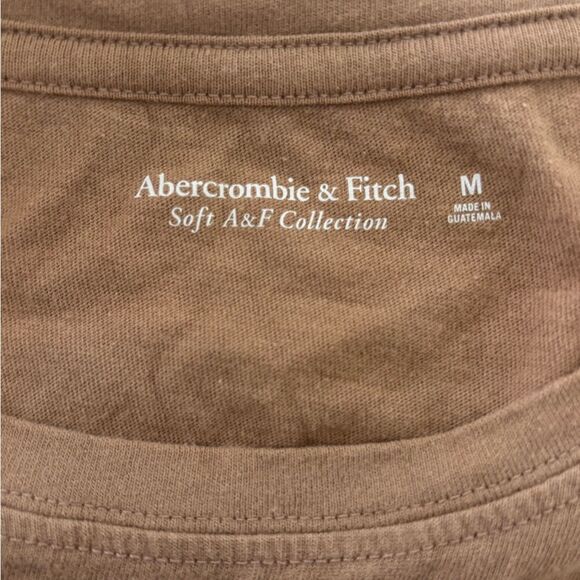 Abercrombie & Fitch
Soft A&F Collection
M
MADE IN
GUATEMALA